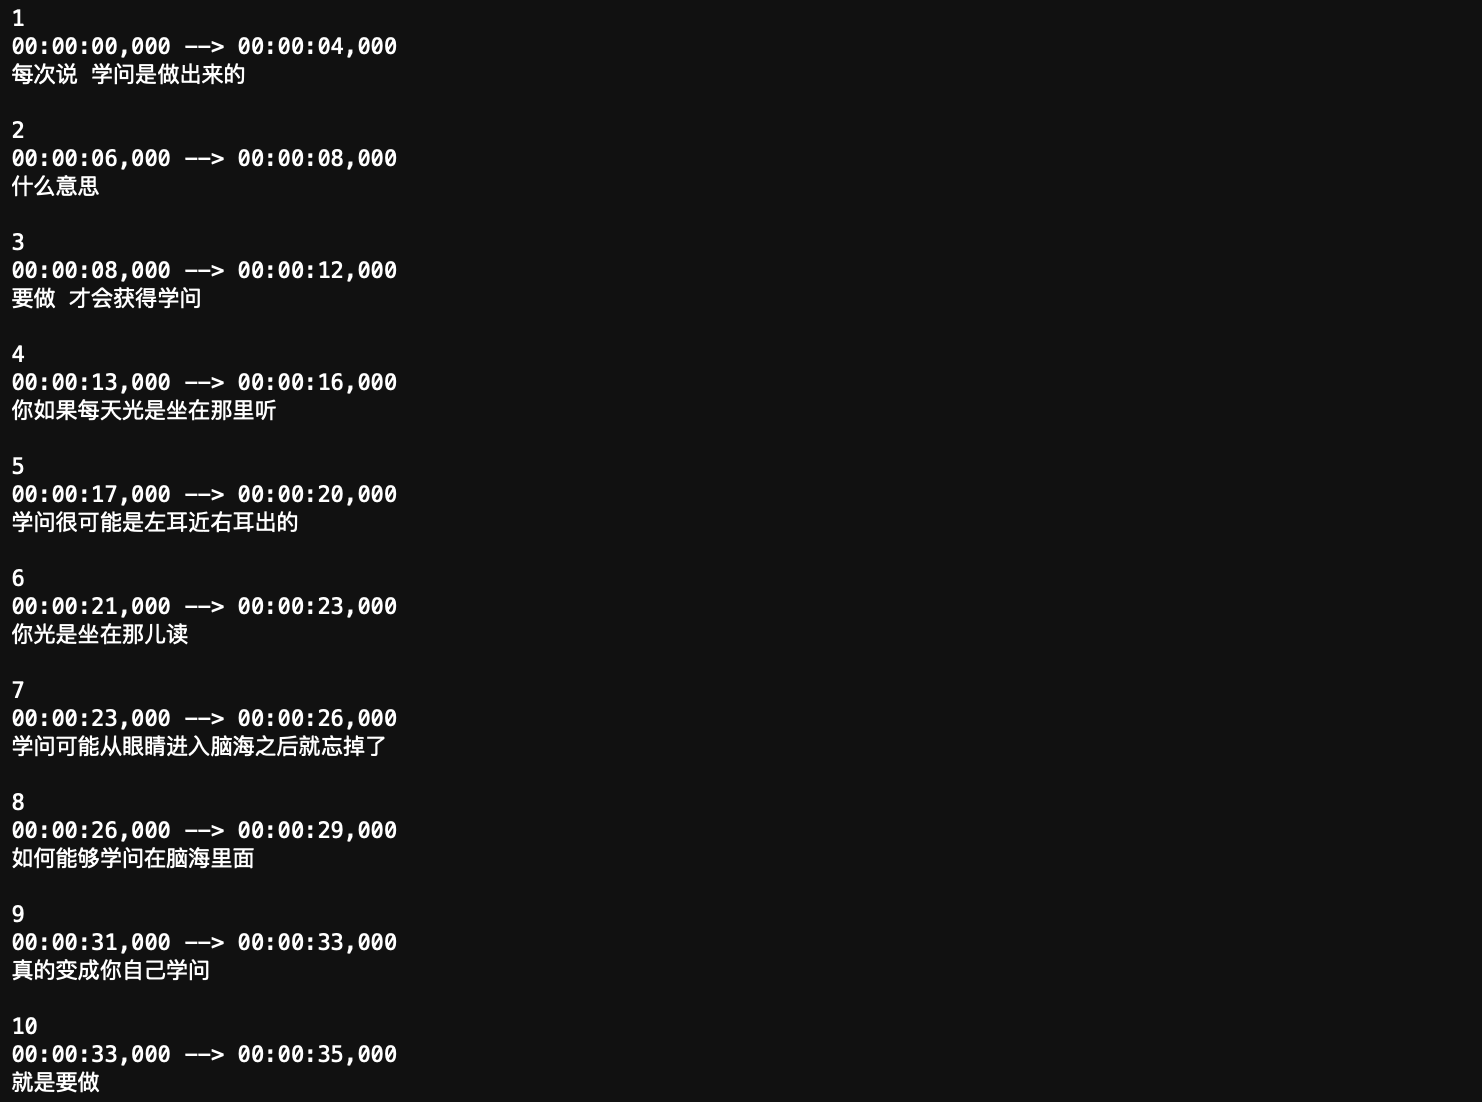 1
00:00:00,000 --> 00:00:04,000
每次说 学问是做出来的
2
00:00:06,000 --> 00:00:08,000
什么意思
3
00:00:08,000 --> 00:00:12,000
要做 才会获得学问
4
00:00:13,000 --> 00:00:16,000
你如果每天光是坐在那里听
5
00:00:17,000 --> 00:00:20,000
学问很可能是左耳近右耳出的
6
00:00:21,000 --> 00:00:23,000
你光是坐在那儿读
7
00:00:23,000 --> 00:00:26,000
学问可能从眼睛进入脑海之后就忘掉了
8
00:00:26,000 --> 00:00:29,000
如何能够学问在脑海里面
9
00:00:31,000 --> 00:00:33,000
真的变成你自己学问
10
00:00:33,000 --> 00:00:35,000
就是要做